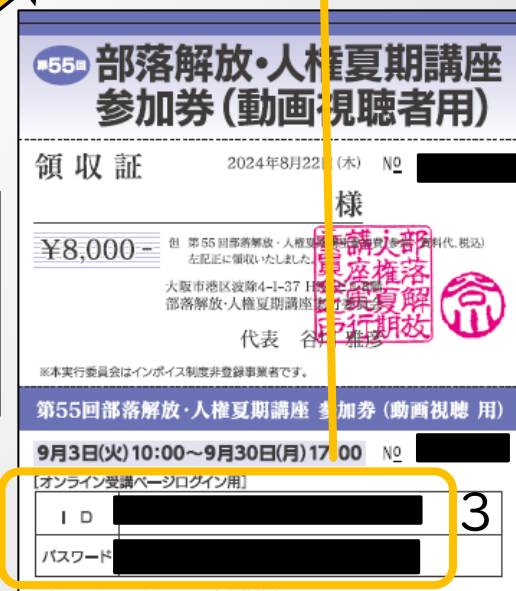 第55回 部落解放・人権夏期講座
参加券(動画視聴者用)
領収証 2024年8月22日(木) Nº
様
¥8,000- 但 第55回部落解放・人権夏 料代、税込)
左記正に領収いたしました。
大阪市港区波除4-1-37
部落解放・人権夏期講座
代表 谷川 雅彦
※本実行委員会はインボイス制度非登録事業者です。
第55回部落解放・人権夏期講座 参加券(動画視聴 用)
9月3日(火)10:00~9月30日(月)17:00 Nº
[オンライン受講ページログイン用]
ID
3
パスワード